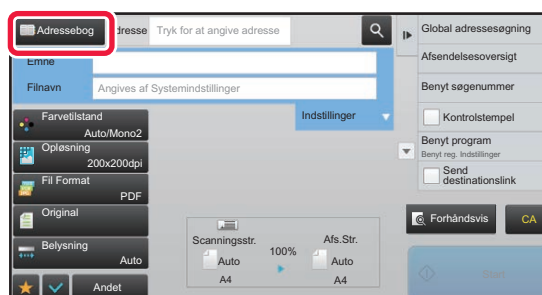 Adressebog
dresse
Tryk for at angive adresse
Emne
Filnavn
Angives af Systemindstillinger
Indstillinger
Farvetilstand
Auto/Mono2
Opløsning
200x200dpi
Fil Format
PDF
Original
Belysning
Auto
Andet
Scanningsstr.
Auto
A4
100%
Afs.Str.
Auto
A4
Global adressesøgning
Afsendelsesoversigt
Benyt søgenummer
Kontrolstempel
Benyt program
Benyt reg. Indstillinger
Send
destinationslink
Forhåndsvis
CA
Start